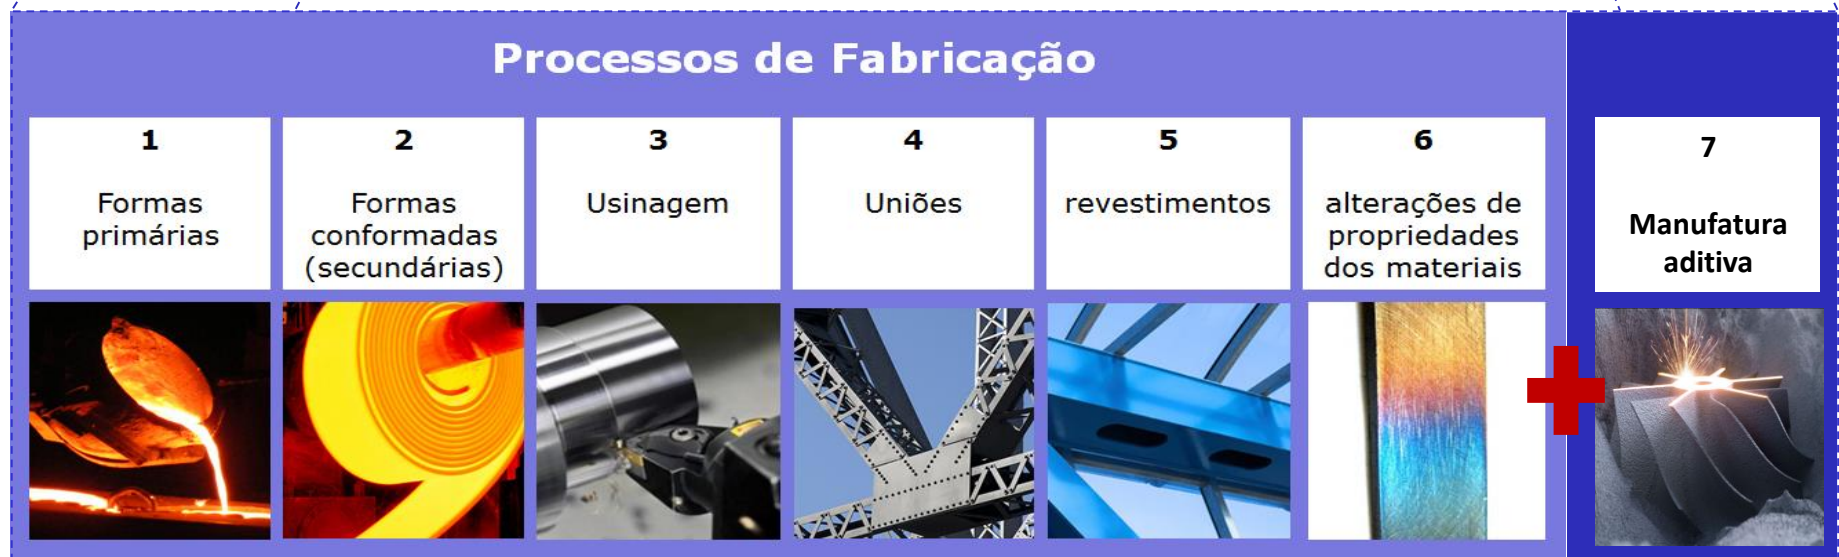 Processos de Fabricação
1
Formas
primárias
2
Formas
conformadas
(secundárias)
3
Usinagem
4
Uniões
5
revestimentos
6
alterações de
propriedades
dos materiais
7
Manufatura
aditiva